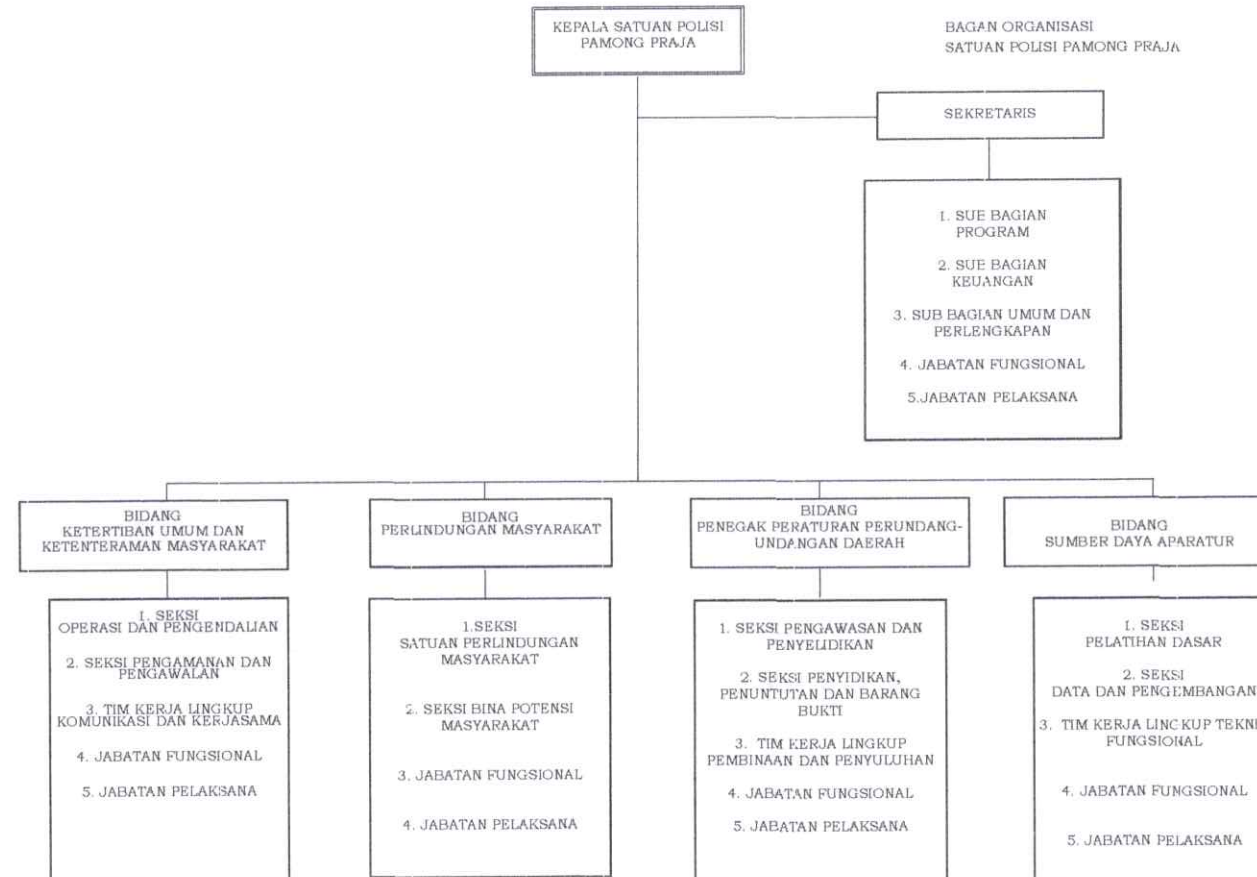 KEPALA SATUAN POLISI
PAMONG PRAJA
BAGAN ORGANISASI
SATUAN POLISI PAMONG PRAJA
SEKRETARIS
1. SUB BAGIAN
PROGRAM
2. SUB BAGIAN
KEUANGAN
3. SUB BAGIAN UMUM DAN
PERLENGKAPAN
4. JABATAN FUNGSIONAL
5.JABATAN PELAKSANA
BIDANG
KETERTIBAN UMUM DAN
KETENTERAMAN MASYARAKAT
1. SEKSI
OPERASI DAN PENGENDALIAN
2. SEKSI PENGAMANAN DAN
PENGAWALAN
3. TIM KERJA LINGKUP
KOMUNIKASI DAN KERJASAMA
4. JABATAN FUNGSIONAL
5. JABATAN PELAKSANA
BIDANG
PERLINDUNGAN MASYARAKAT
1.SEKSI
SATUAN PERLINDUNGAN
MASYARAKAT
2. SEKSI BINA POTENSI
MASYARAKAT
3. JABATAN FUNGSIONAL
4. JABATAN PELAKSANA
BIDANG
PENEGAK PERATURAN PERUNDANG-
UNDANGAN DAERAH
1. SEKSI PENGAWASAN DAN
PENYELIDIKAN
2. SEKSI PENYIDIKAN,
PENUNTUTAN DAN BARANG
BUKTI
3. TIM KERJA LINGKUP
PEMBINAAN DAN PENYULUHAN
4. JABATAN FUNGSIONAL
5. JABATAN PELAKSANA
BIDANG
SUMBER DAYA APARATUR
1. SEKSI
PELATIHAN DASAR
2. SEKSI
DATA DAN PENGEMBANGAN
3. TIM KERJA LINGKUP TEKNI
FUNGSIONAL
4. JABATAN FUNGSIONAL
5. JABATAN PELAKSANA